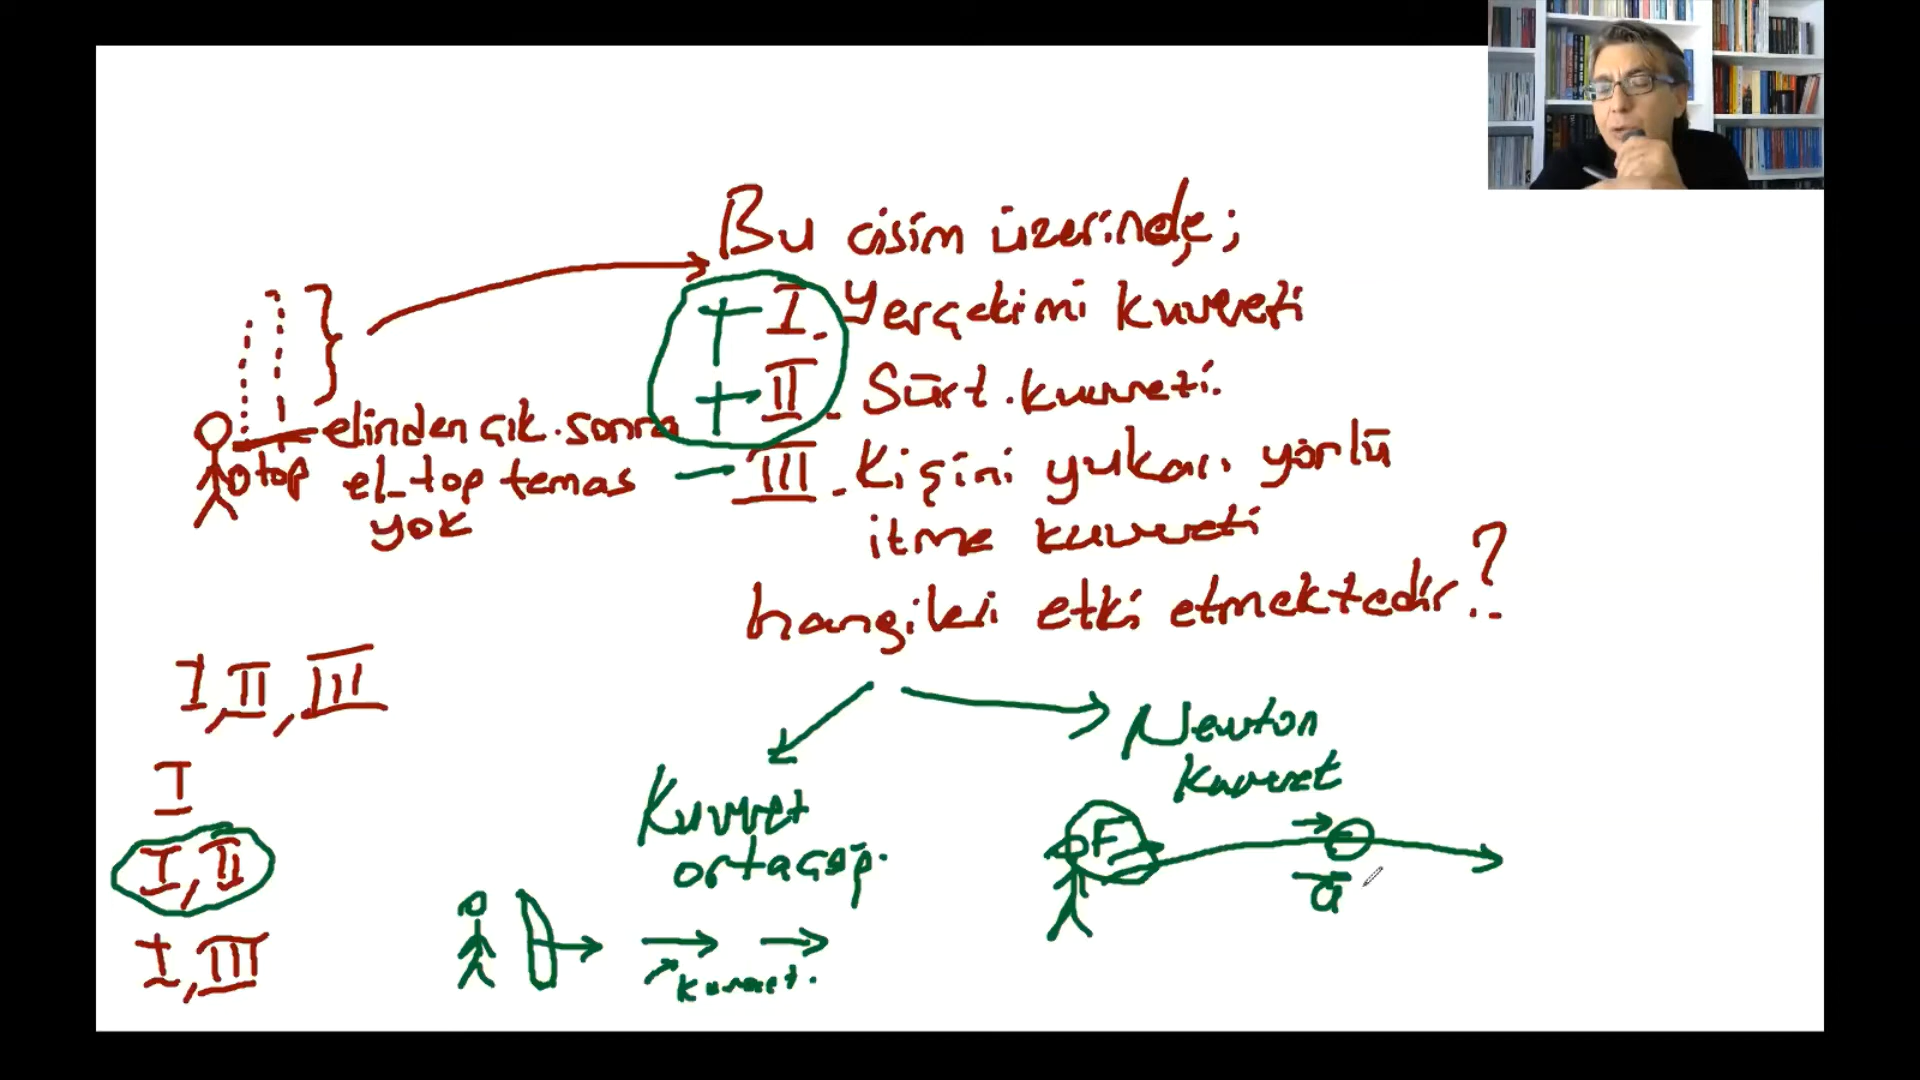 Bu cisim üzerinde;
I. Yerçekimi kuvveti
II. Sürt. kuvveti.
III. Kişini yukarı yönlü
itme kuvveti
hangileri etki etmektedir?
elinden çık. sonra
top el-top temas
yok
I, II, III
I
I, II
I, III
Kuvvet
ortaçağ.
kuvvet.
Newton
kuvvet
F
a